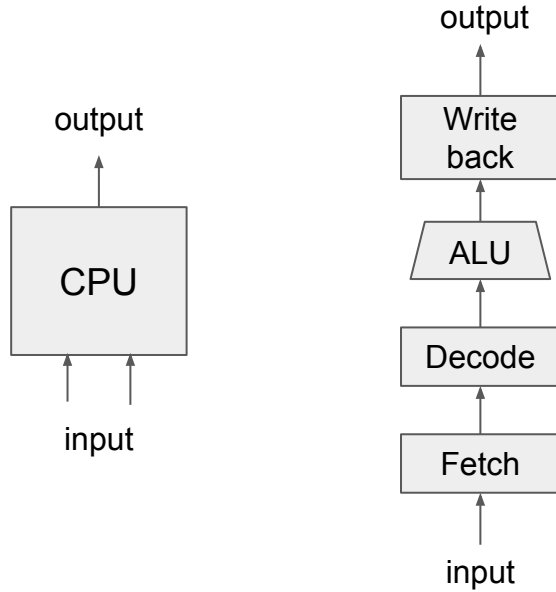 output
CPU
input
output
Write
back
ALU
Decode
Fetch
input